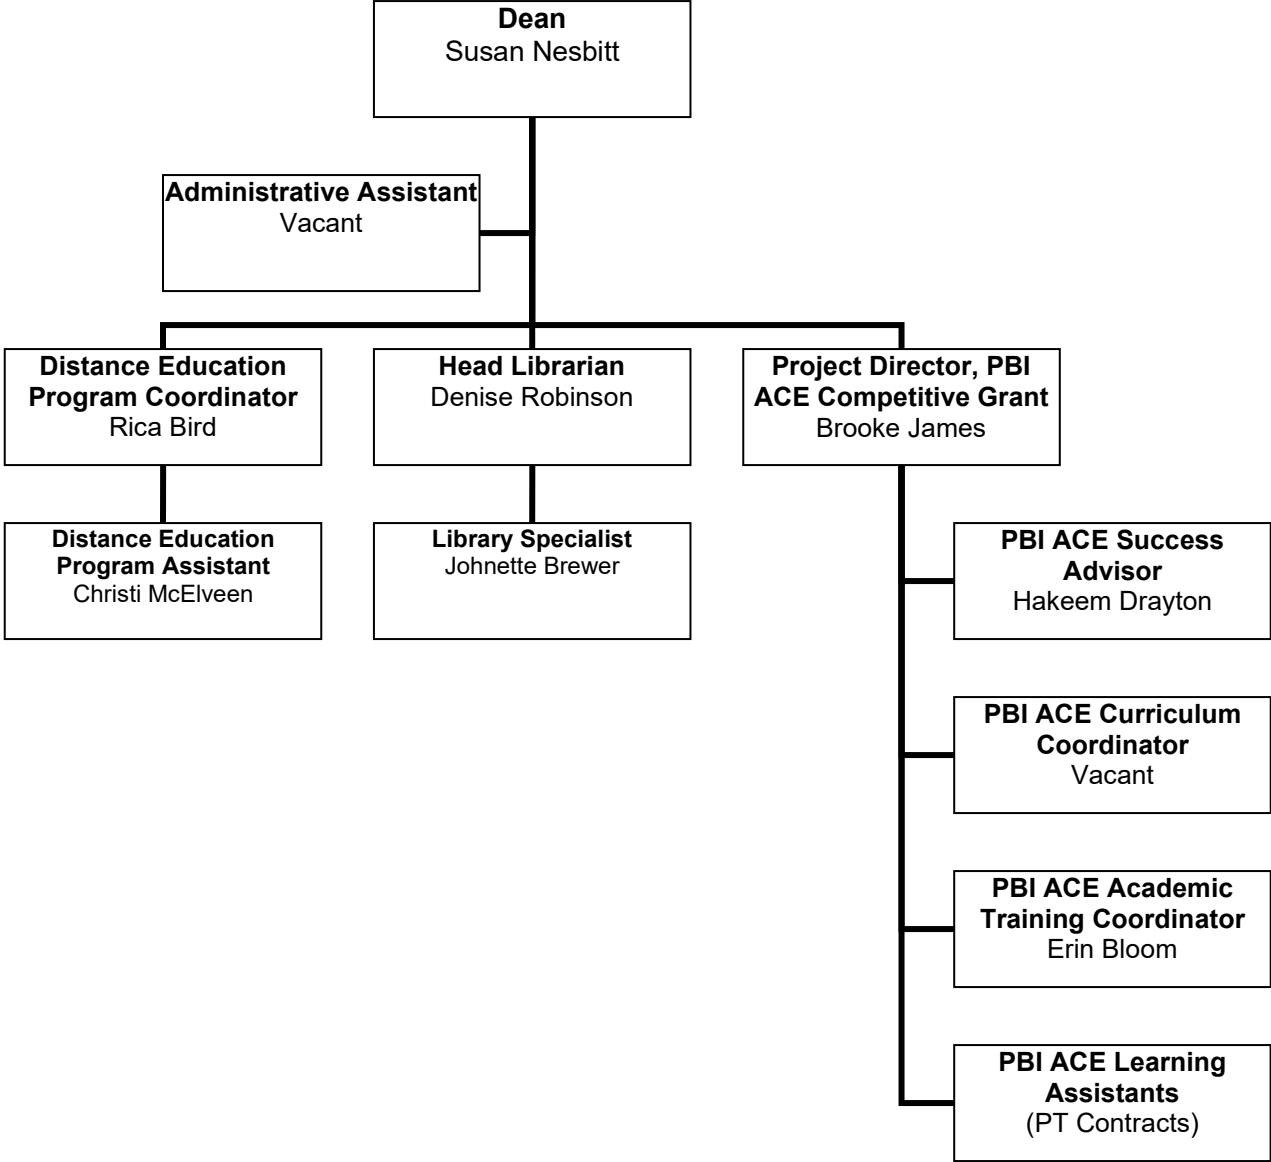 Dean
Susan Nesbitt
Administrative Assistant
Vacant
Distance Education
Program Coordinator
Rica Bird
Head Librarian
Denise Robinson
Project Director, PBI
ACE Competitive Grant
Brooke James
Distance Education
Program Assistant
Christi McElveen
Library Specialist
Johnette Brewer
PBI ACE Success
Advisor
Hakeem Drayton
PBI ACE Curriculum
Coordinator
Vacant
PBI ACE Academic
Training Coordinator
Erin Bloom
PBI ACE Learning
Assistants
(PT Contracts)